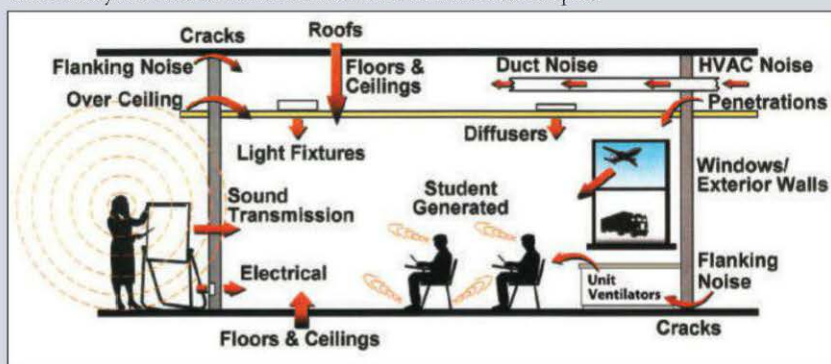 Cracks
Roofs
Flanking Noise
Floors &
Ceilings
Duct Noise
HVAC Noise
Over Ceiling
Penetrations
Light Fixtures
Diffusers
Windows/
Exterior Walls
Sound
Transmission
Student
Generated
Electrical
Unit
Ventilators
Flanking
Noise
Floors & Ceilings
Cracks